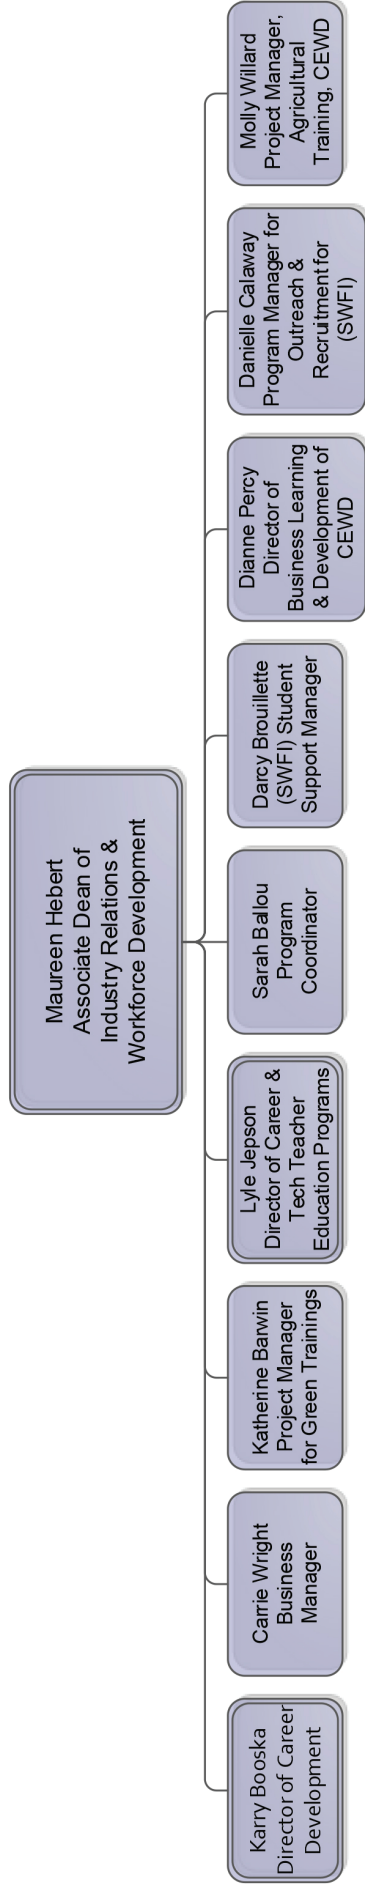 Maureen Hebert
Associate Dean of
Industry Relations &
Workforce Development
Karry Booska
Director of Career
Development
Carrie Wright
Business
Manager
Katherine Barwin
Project Manager
for Green Trainings
Lyle Jepson
Director of Career &
Tech Teacher
Education Programs
Sarah Ballou
Program
Coordinator
Darcy Brouillette
(SWFI) Student
Support Manager
Dianne Percy
Director of
Business Learning
& Development of
CEWD
Danielle Calaway
Program Manager for
Outreach &
Recruitment for
(SWFI)
Molly Willard
Project Manager,
Agricultural
Training, CEWD